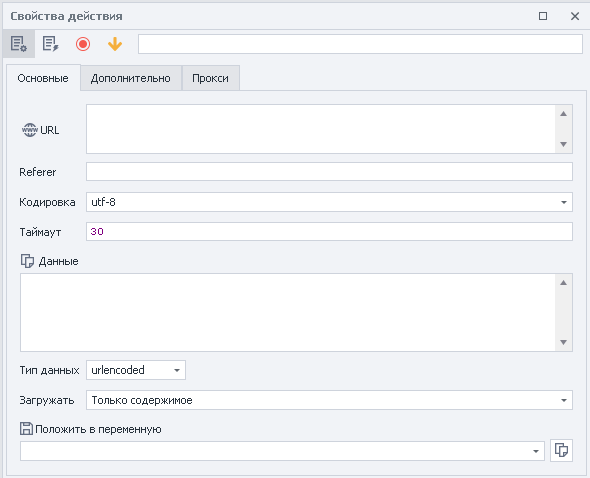 Свойства действия
Основные Дополнительно Прокси
www URL
Referer
Кодировка utf-8
Таймаут 30
Данные
Тип данных urlencoded
Загружать Только содержимое
Положить в переменную